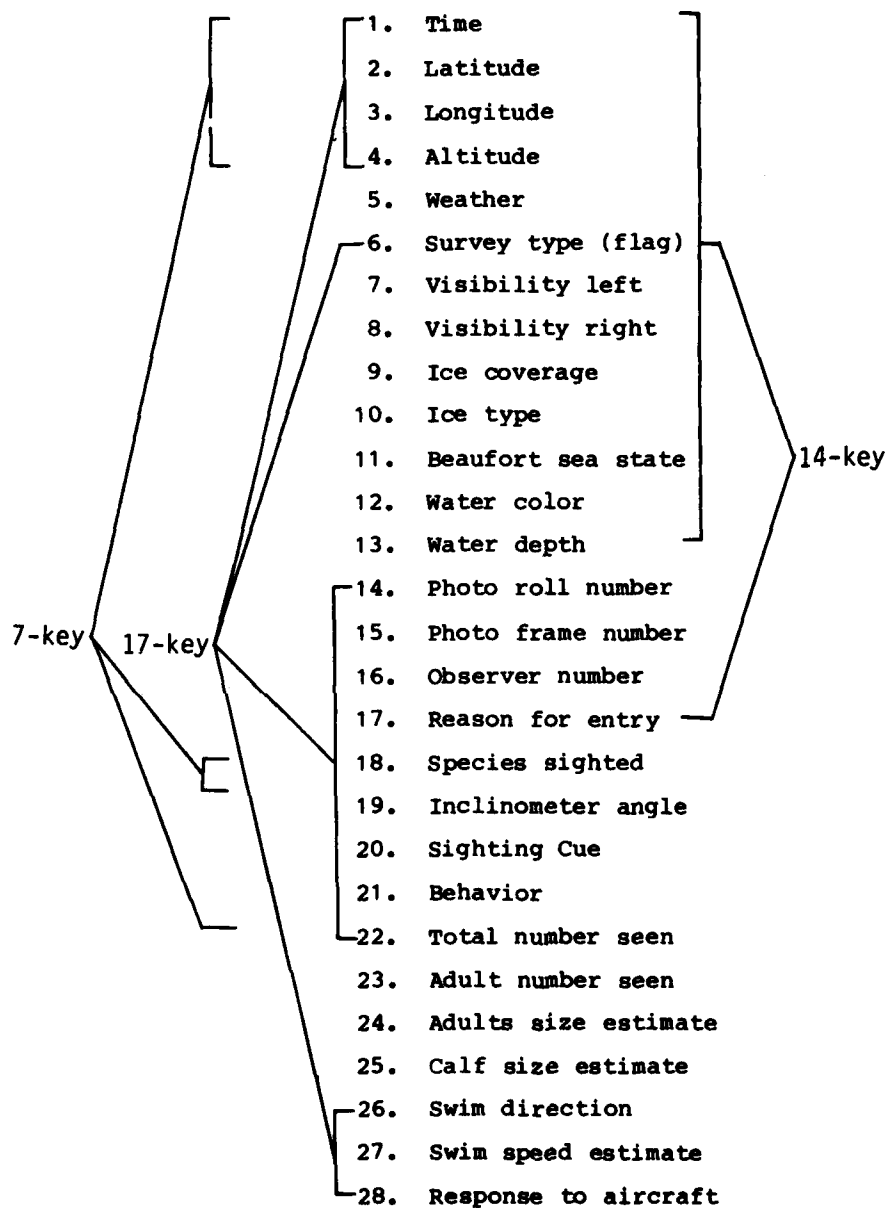 1. Time
2. Latitude
3. Longitude
4. Altitude
5. Weather
6. Survey type (flag)
7. Visibility left
8. Visibility right
9. Ice coverage
10. Ice type
11. Beaufort sea state
14-key
12. Water color
13. Water depth
14. Photo roll number
7-key 17-key
15. Photo frame number
16. Observer number
17. Reason for entry
18. Species sighted
19. Inclinometer angle
20. Sighting Cue
21. Behavior
22. Total number seen
23. Adult number seen
24. Adults size estimate
25. Calf size estimate
26. Swim direction
27. Swim speed estimate
28. Response to aircraft